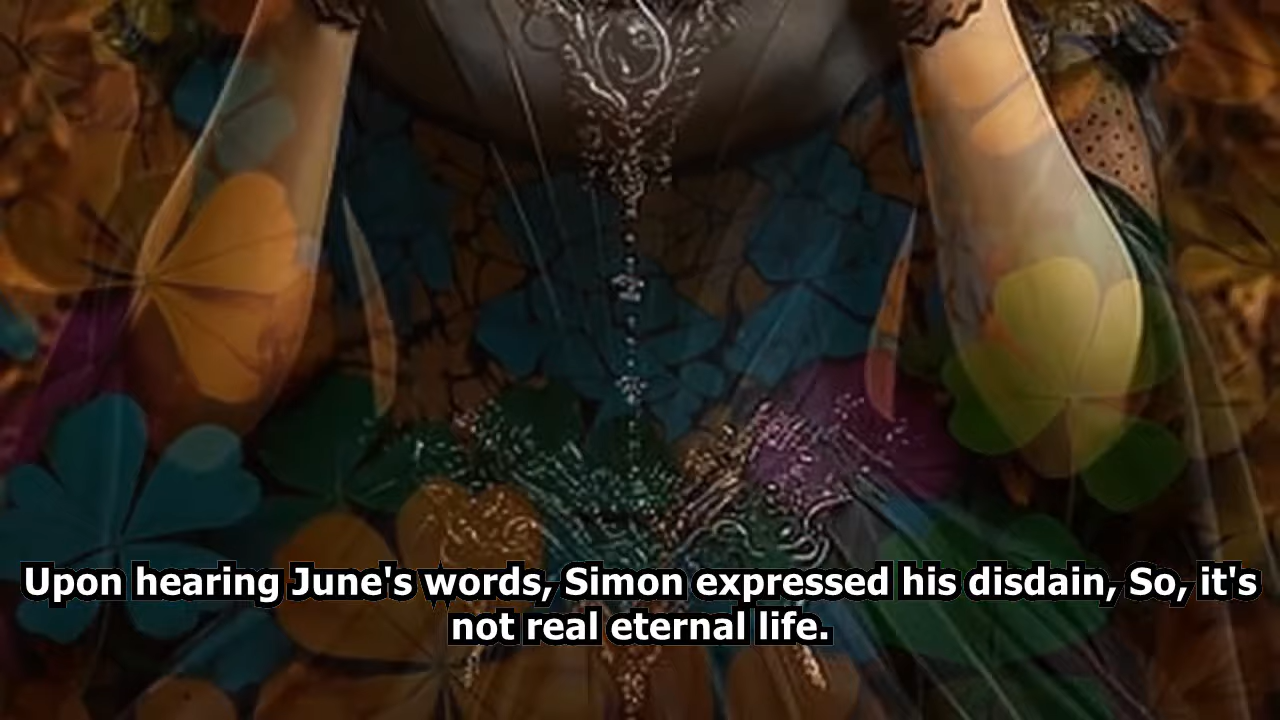 Upon hearing June's words, Simon expressed his disdain, So, it's
not real eternal life.